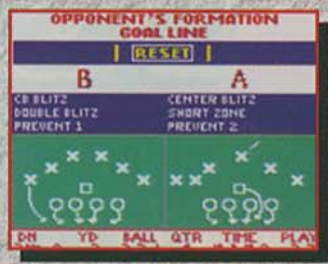 OPPONENT'S FORMATION
GOAL LINE
RESET
B A
CB BLITZ CENTER BLITZ
DOUBLE BLITZ SHORT ZONE
PREVENT 1 PREVENT 2
DN YD BALL QTR TIME PLAY